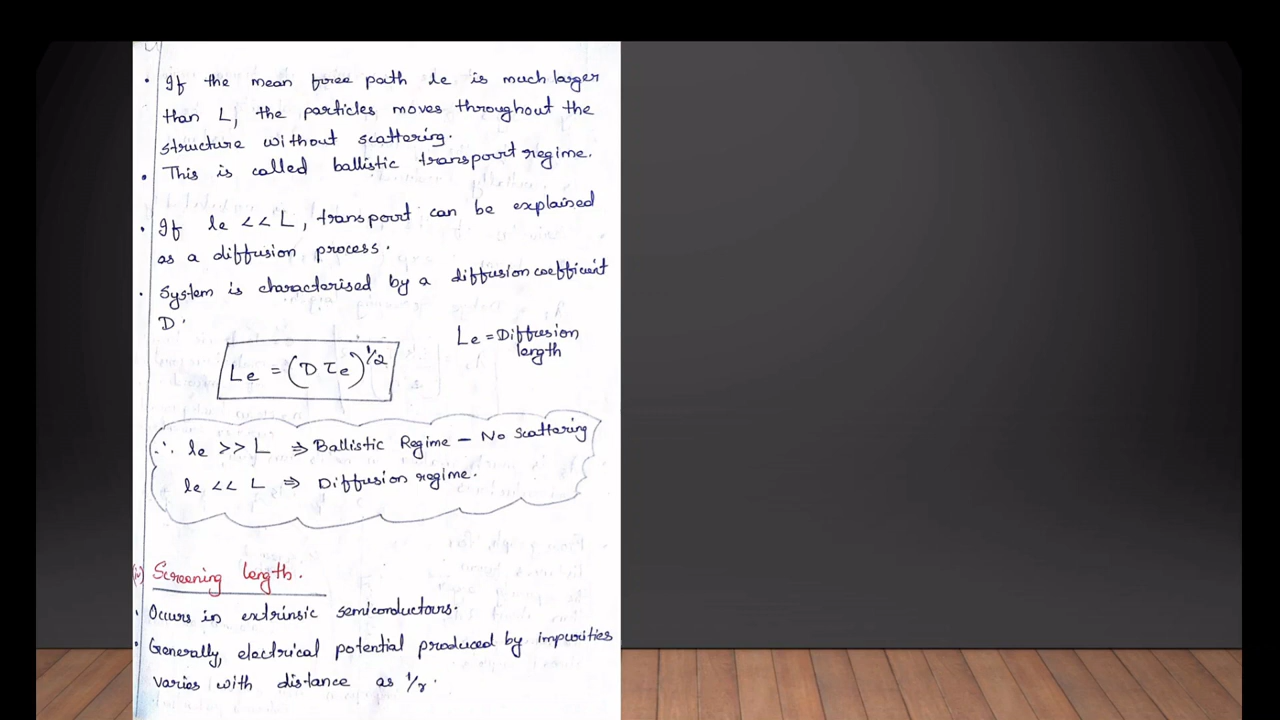 • If the mean free path le is much larger
than L, the particles moves throughout the
structure without scattering.
• This is called ballistic transport regime.
• If le << L, transport can be explained
as a diffusion process.
• System is characterised by a diffusion coefficient
D.
Le = Diffusion
length
Le = (D τe)^1/2
∴ le >> L ⇒ Ballistic Regime – No scattering
le << L ⇒ Diffusion regime.
(iv) Screening length.
• Occurs in extrinsic semiconductors.
• Generally, electrical potential produced by impurities
varies with distance as 1/r.